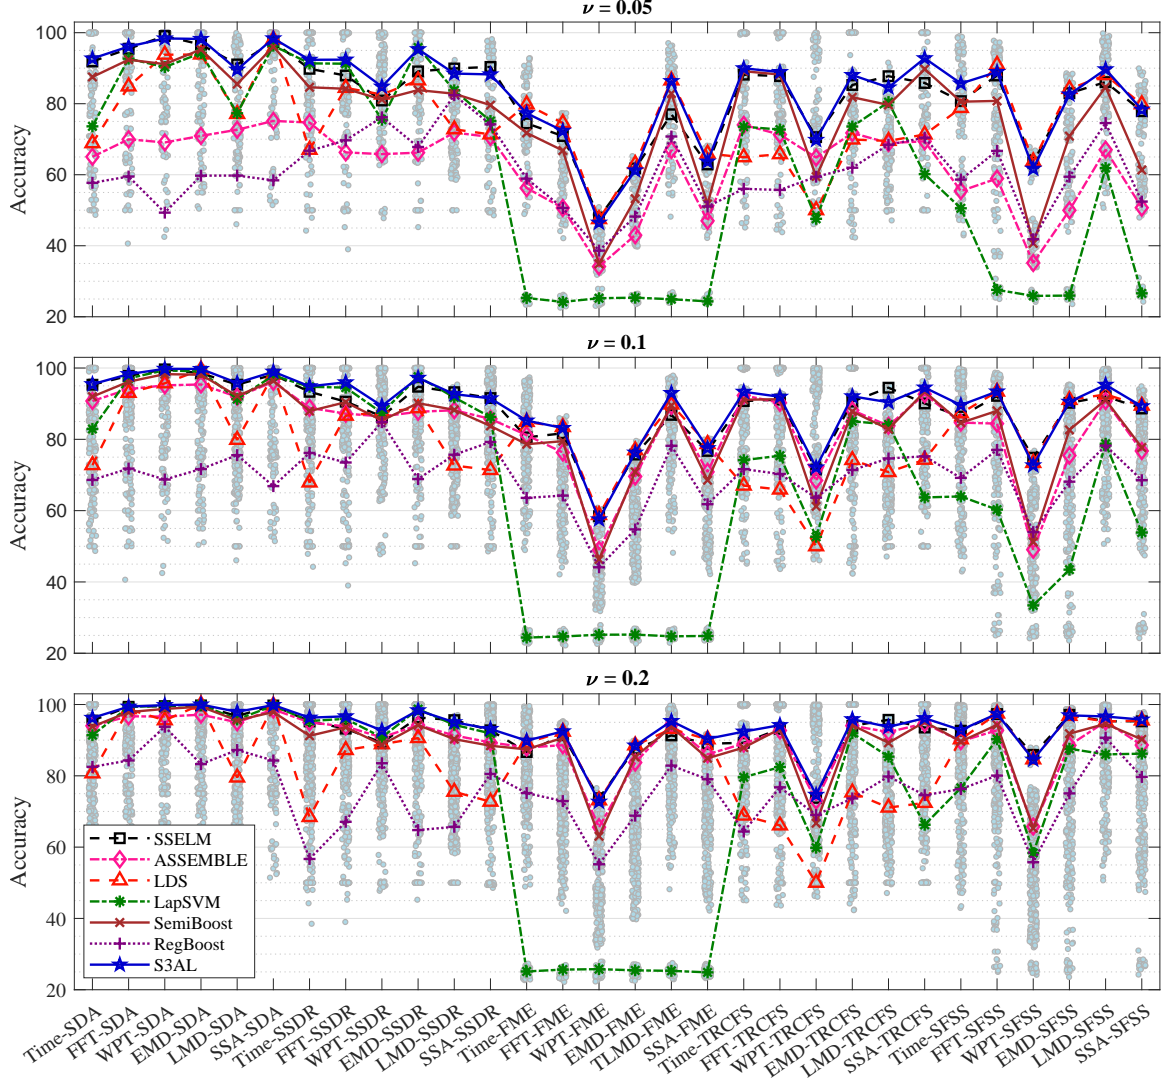 ν = 0.05
100
80
60
40
20
Accuracy
ν = 0.1
100
80
60
40
20
Accuracy
ν = 0.2
100
80
60
40
20
Accuracy
SSELM
ASSEMBLE
LDS
LapSVM
SemiBoost
RegBoost
S3AL
Time-SDA
FFT-SDA
WPT-SDA
EMD-SDA
LMD-SDA
SSA-SDA
Time-SSDR
FFT-SSDR
WPT-SSDR
EMD-SSDR
LMD-SSDR
SSA-SSDR
Time-FME
FFT-FME
WPT-FME
EMD-FME
TLMD-FME
SSA-FME
Time-TRCFS
FFT-TRCFS
WPT-TRCFS
EMD-TRCFS
LMD-TRCFS
SSA-TRCFS
Time-SFSS
FFT-SFSS
WPT-SFSS
EMD-SFSS
LMD-SFSS
SSA-SFSS